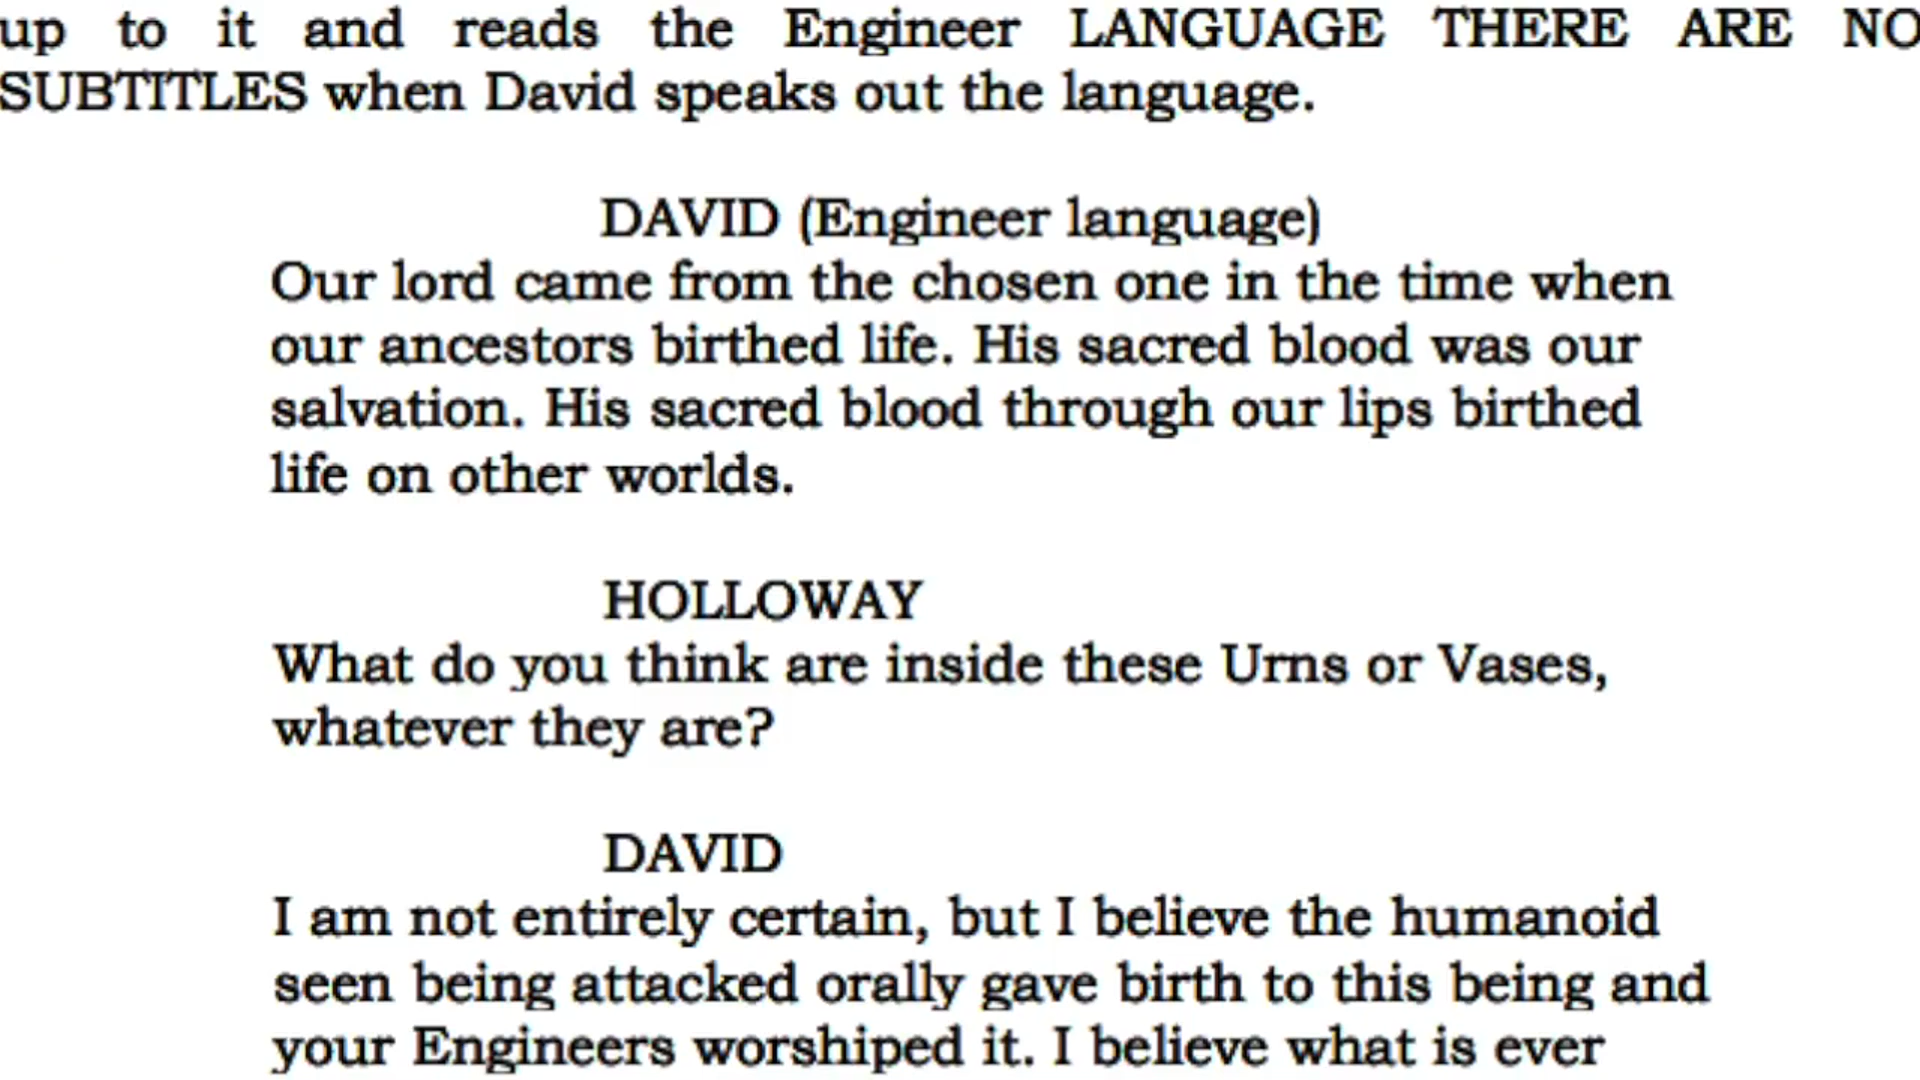 up to it and reads the Engineer LANGUAGE THERE ARE NO
SUBTITLES when David speaks out the language.
DAVID (Engineer language)
Our lord came from the chosen one in the time when
our ancestors birthed life. His sacred blood was our
salvation. His sacred blood through our lips birthed
life on other worlds.
HOLLOWAY
What do you think are inside these Urns or Vases,
whatever they are?
DAVID
I am not entirely certain, but I believe the humanoid
seen being attacked orally gave birth to this being and
your Engineers worshiped it. I believe what is ever